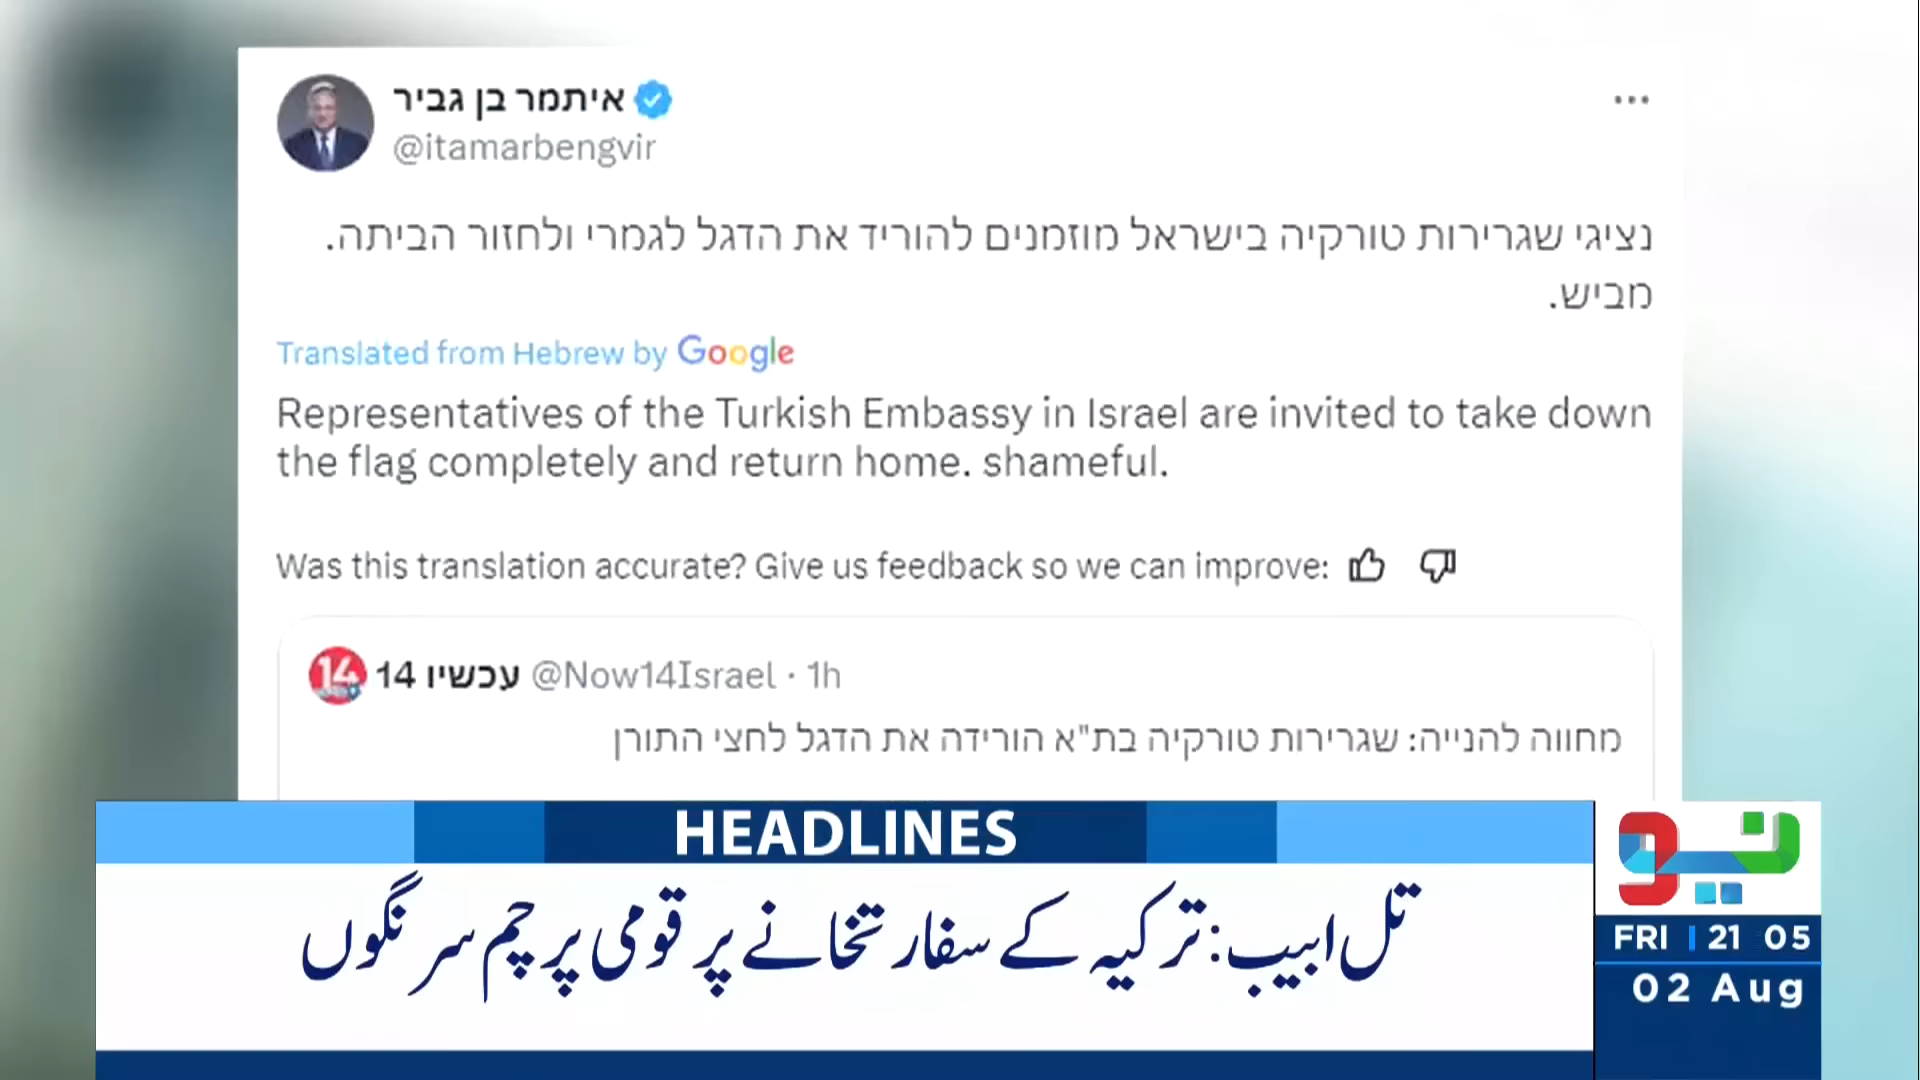 איתמר בן גביר
@itamarbengvir
נציגי שגרירות טורקיה בישראל מוזמנים להוריד את הדגל לגמרי ולחזור הביתה.
מביש.
Translated from Hebrew by Google
Representatives of the Turkish Embassy in Israel are invited to take down
the flag completely and return home. shameful.
Was this translation accurate? Give us feedback so we can improve:
14
עכשיו 14 @Now14Israel · 1h
מחווה להנייה: שגרירות טורקיה בת"א הורידה את הדגל לחצי התורן
HEADLINES
تل ابیب: ترکیہ کے سفارتخانے پر قومی پرچم سرنگوں
نیو
FRI | 21 05
02 Aug